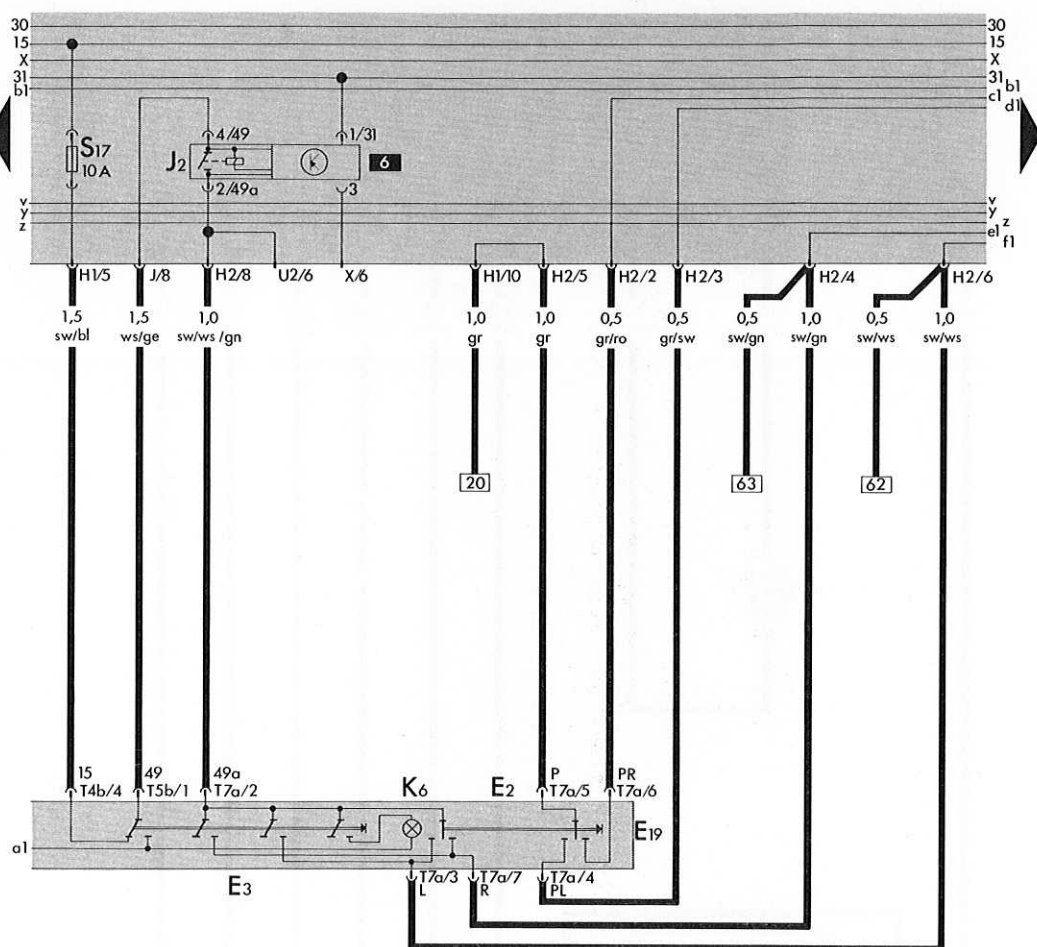 30 30
15 15
X X
31 31
b1 b1
c1
d1
4/49 1/31
S17 J2 6
10 A
2/49a 3
v v
y y
z z
e1
f1
H1/5 J/8 H2/8 U2/6 X/6 H1/10 H2/5 H2/2 H2/3 H2/4 H2/6
1,5 1,5 1,0 1,0 1,0 0,5 0,5 0,5 1,0 0,5 1,0
sw/bl ws/ge sw/ws/gn gr gr gr/ro gr/sw sw/gn sw/gn sw/ws sw/ws
20 63 62
15 49 49a P PR
T4b/4 T5b/1 T7a/2 K6 E2 T7a/5 T7a/6
E19
a1
T7a/3 T7a/7 T7a/4
E3 L R PL